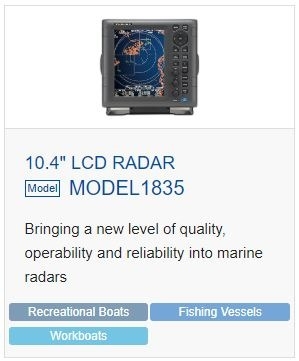 10.4" LCD RADAR
Model MODEL1835
Bringing a new level of quality,
operability and reliability into marine
radars
Recreational Boats
Fishing Vessels
Workboats